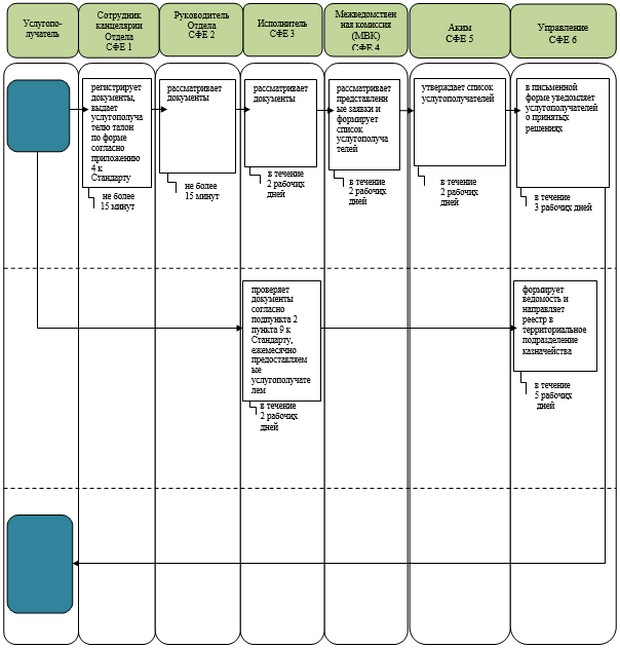 Услугопо-
лучатель
Сотрудник
канцелярии
Отдела
СФЕ 1
Руководитель
Отдела
СФЕ 2
Исполнитель
СФЕ 3
Межведомствен
ная комиссия
(МВК)
СФЕ 4
Аким
СФЕ 5
Управление
СФЕ 6
регистрирует
документы,
выдает
услугополуча
телю талон
по форме
согласно
приложению
4 к
Стандарту
не более
15 минут
рассматривает
документы
не более
15 минут
рассматривает
документы
в течение
2 рабочих
дней
рассматривает
представленн
ые заявки и
формирует
список
услугополуча
телей
в течение
2 рабочих
дней
утверждает список
услугополучателей
в течение
2 рабочих
дней
в письменной
форме уведомляет
услугополучателей
о принятых
решениях
в течение
3 рабочих дней
проверяет
документы
согласно
подпункта 2
пункта 9 к
Стандарту,
ежемесячно
предоставляем
ые
услугополучате
лем
в течение
2 рабочих
дней
формирует
ведомость и
направляет
реестр в
территориальное
подразделение
казначейства
в течение
5 рабочих
дней